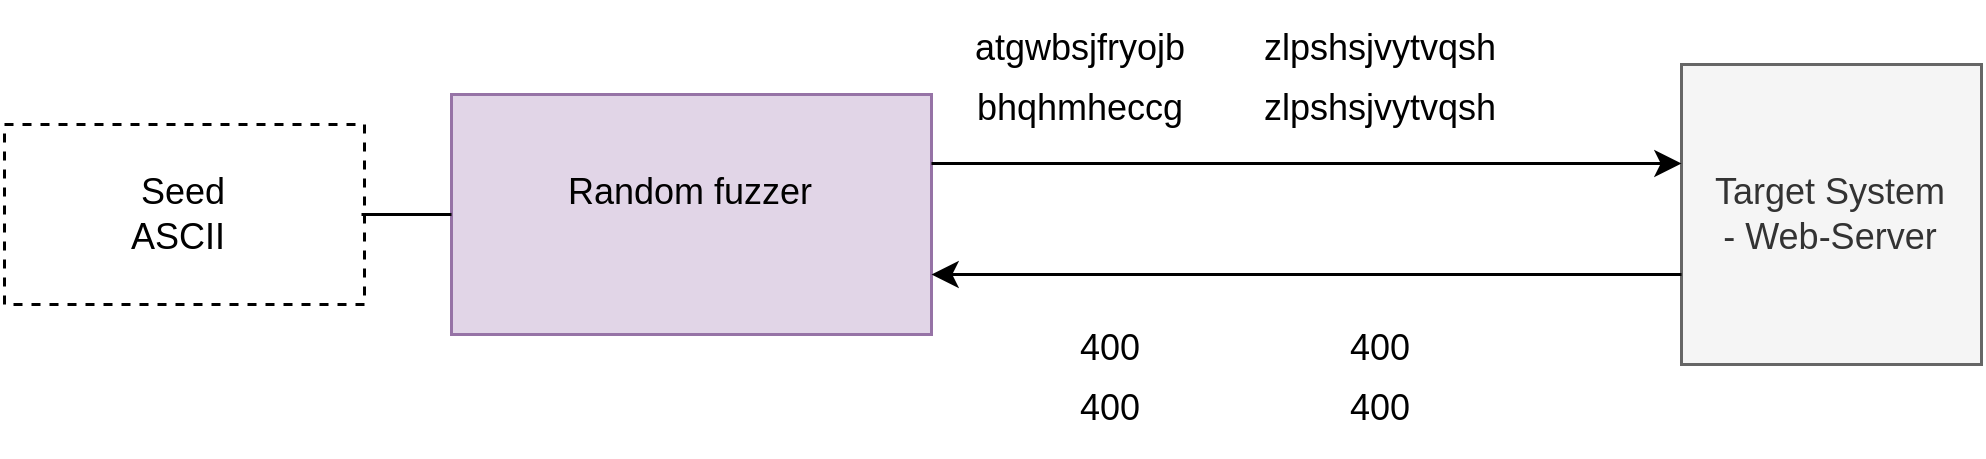 Seed
ASCII
Random fuzzer
atgwbsjfryojb
zlpshsjvytvqsh
bhqhmheccg
zlpshsjvytvqsh
400
400
400
400
Target System
- Web-Server